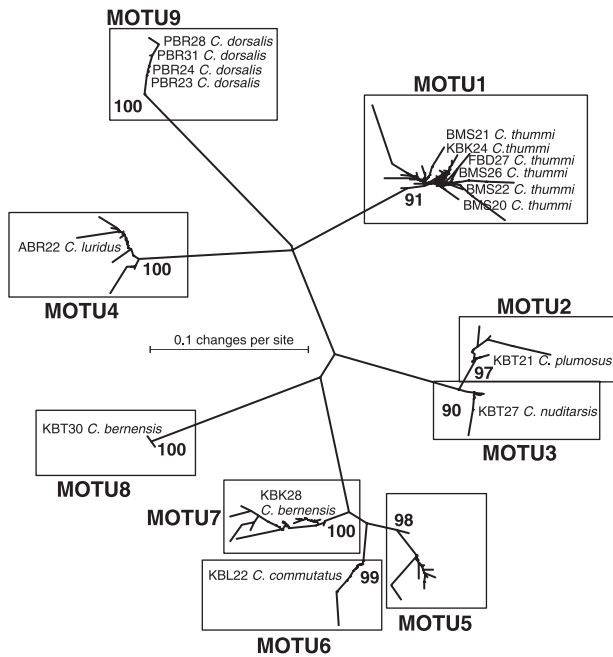 MOTU9
PBR28 C. dorsalis
PBR31 C. dorsalis
PBR24 C. dorsalis
PBR23 C. dorsalis
100
MOTU1
BMS21 C. thummi
KBK24 C.thummi
FBD27 C. thummi
BMS26 C. thummi
BMS22 C. thummi
BMS20 C. thummi
91
ABR22 C. luridus
100
MOTU4
0.1 changes per site
MOTU2
KBT21 C. plumosus
97
90
KBT27 C. nuditarsis
MOTU3
KBT30 C. bernensis
100
MOTU8
MOTU7
KBK28
C. bernensis
100
98
KBL22 C. commutatus
99
MOTU5
MOTU6